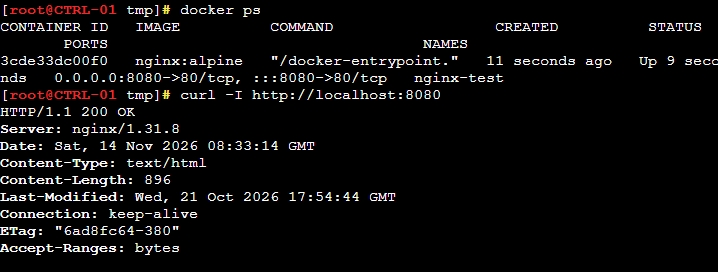 [root@CTRL-01 tmp]# docker ps
CONTAINER ID   IMAGE          COMMAND                  CREATED          STATUS
        PORTS                                   NAMES
3cde33dc00f0   nginx:alpine   "/docker-entrypoint."   11 seconds ago   Up 9 seco
nds   0.0.0.0:8080->80/tcp, :::8080->80/tcp   nginx-test
[root@CTRL-01 tmp]# curl -I http://localhost:8080
HTTP/1.1 200 OK
Server: nginx/1.31.8
Date: Sat, 14 Nov 2026 08:33:14 GMT
Content-Type: text/html
Content-Length: 896
Last-Modified: Wed, 21 Oct 2026 17:54:44 GMT
Connection: keep-alive
ETag: "6ad8fc64-380"
Accept-Ranges: bytes